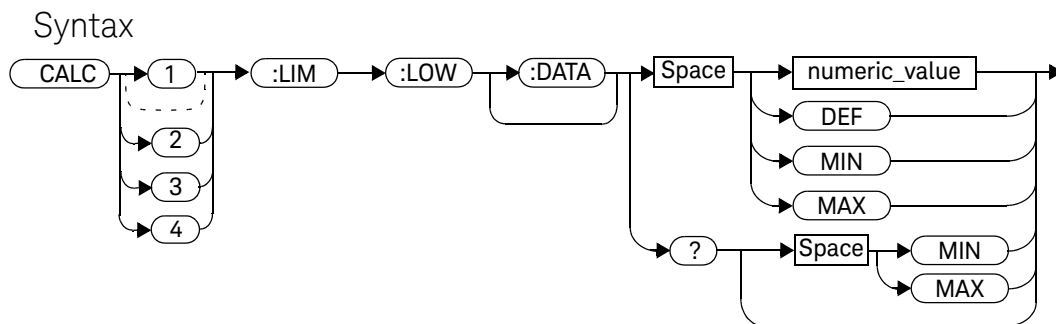 Syntax
CALC 1 :LIM :LOW :DATA Space numeric_value
2 DEF
3 MIN
4 MAX
? Space MIN
MAX